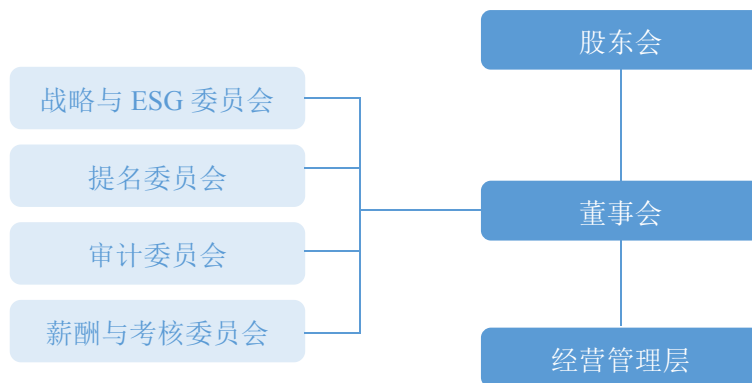 股东会
战略与 ESG 委员会
提名委员会
董事会
审计委员会
薪酬与考核委员会
经营管理层